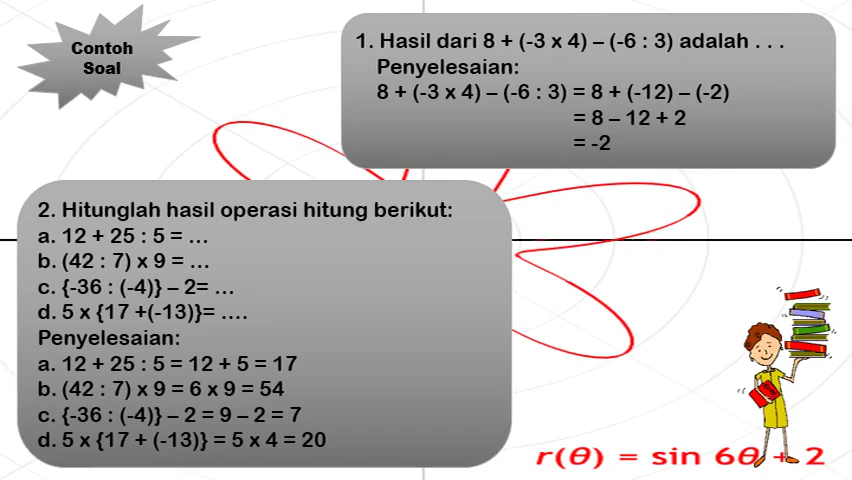 Contoh
Soal
1. Hasil dari 8 + (-3 x 4) – (-6 : 3) adalah . . .
Penyelesaian:
8 + (-3 x 4) – (-6 : 3) = 8 + (-12) – (-2)
= 8 – 12 + 2
= -2
2. Hitunglah hasil operasi hitung berikut:
a. 12 + 25 : 5 = ...
b. (42 : 7) x 9 = ...
c. {-36 : (-4)} – 2= ...
d. 5 x {17 +(-13)}= ....
Penyelesaian:
a. 12 + 25 : 5 = 12 + 5 = 17
b. (42 : 7) x 9 = 6 x 9 = 54
c. {-36 : (-4)} – 2 = 9 – 2 = 7
d. 5 x {17 + (-13)} = 5 x 4 = 20
r(θ) = sin 6θ + 2